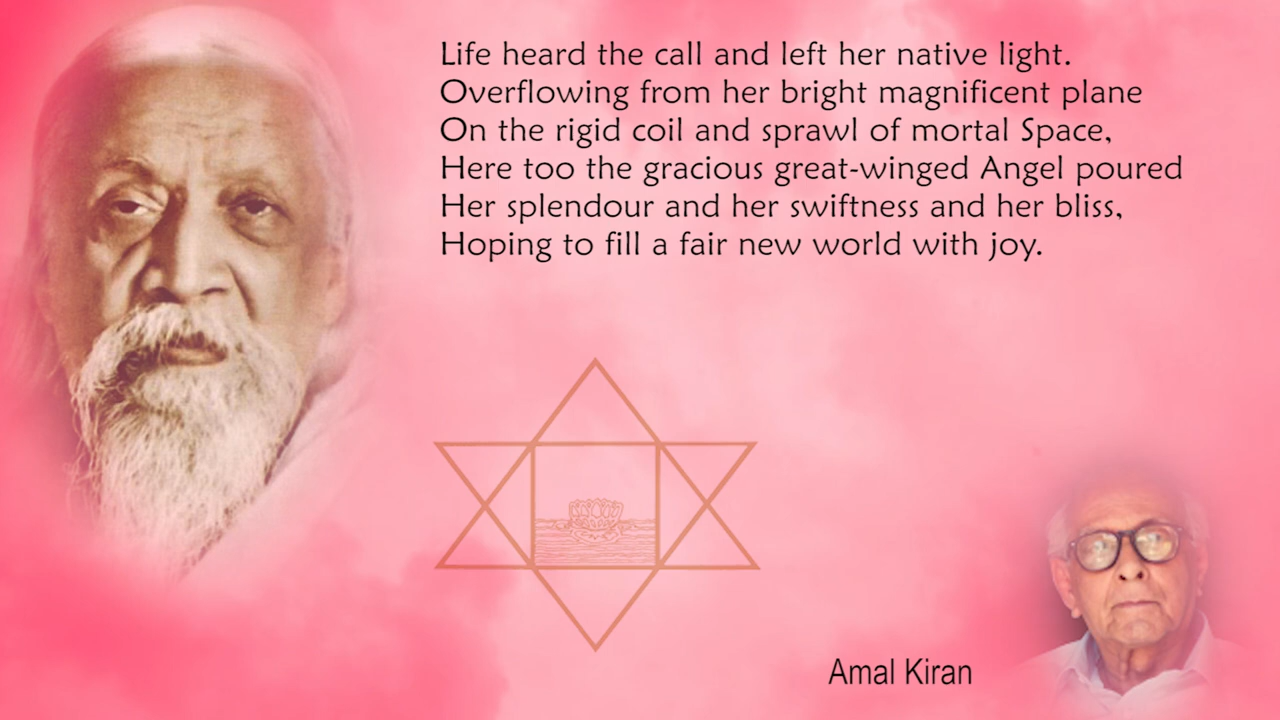 Life heard the call and left her native light.
Overflowing from her bright magnificent plane
On the rigid coil and sprawl of mortal Space,
Here too the gracious great-winged Angel poured
Her splendour and her swiftness and her bliss,
Hoping to fill a fair new world with joy.
Amal Kiran